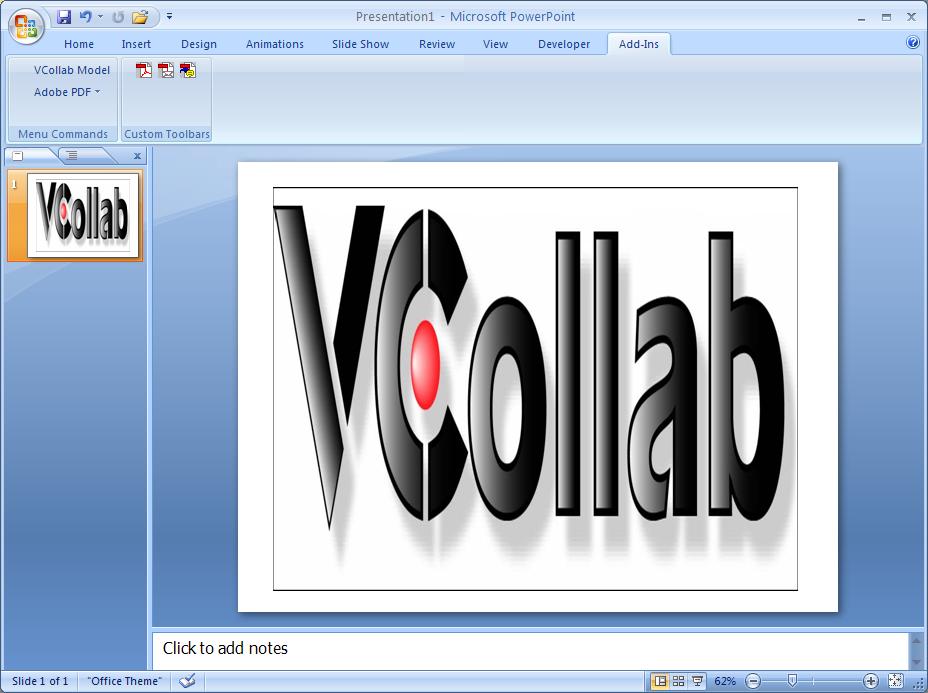 Presentation1 - Microsoft PowerPoint
Home Insert Design Animations Slide Show Review View Developer Add-Ins
VCollab Model
Adobe PDF
Menu Commands Custom Toolbars
1
VCollab
VCollab
Click to add notes
Slide 1 of 1 "Office Theme" 62%